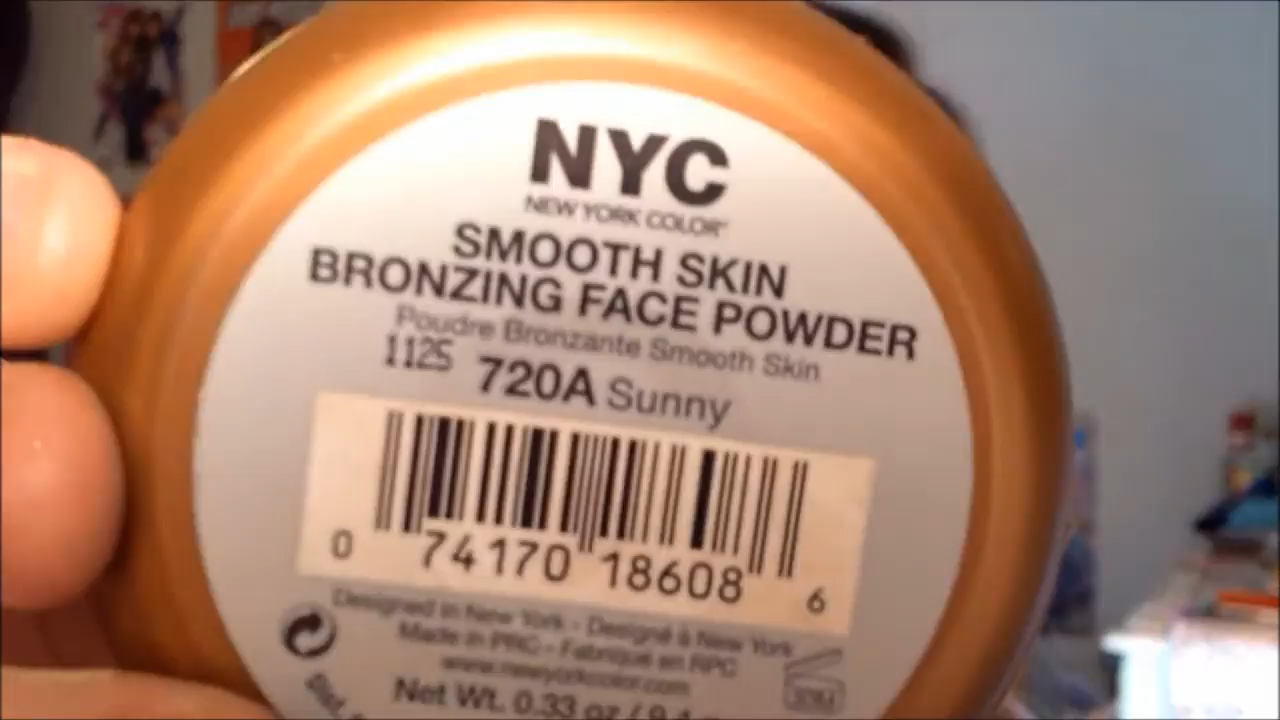 NYC
NEW YORK COLOR
SMOOTH SKIN
BRONZING FACE POWDER
Poudre Bronzante Smooth Skin
1125 720A Sunny
0 74170 18608 6
Designed in New York - Designé à New York
Made in PRC - Fabriqué en RPC
www.newyorkcolor.com
Net Wt. 0.33 oz / 9.4